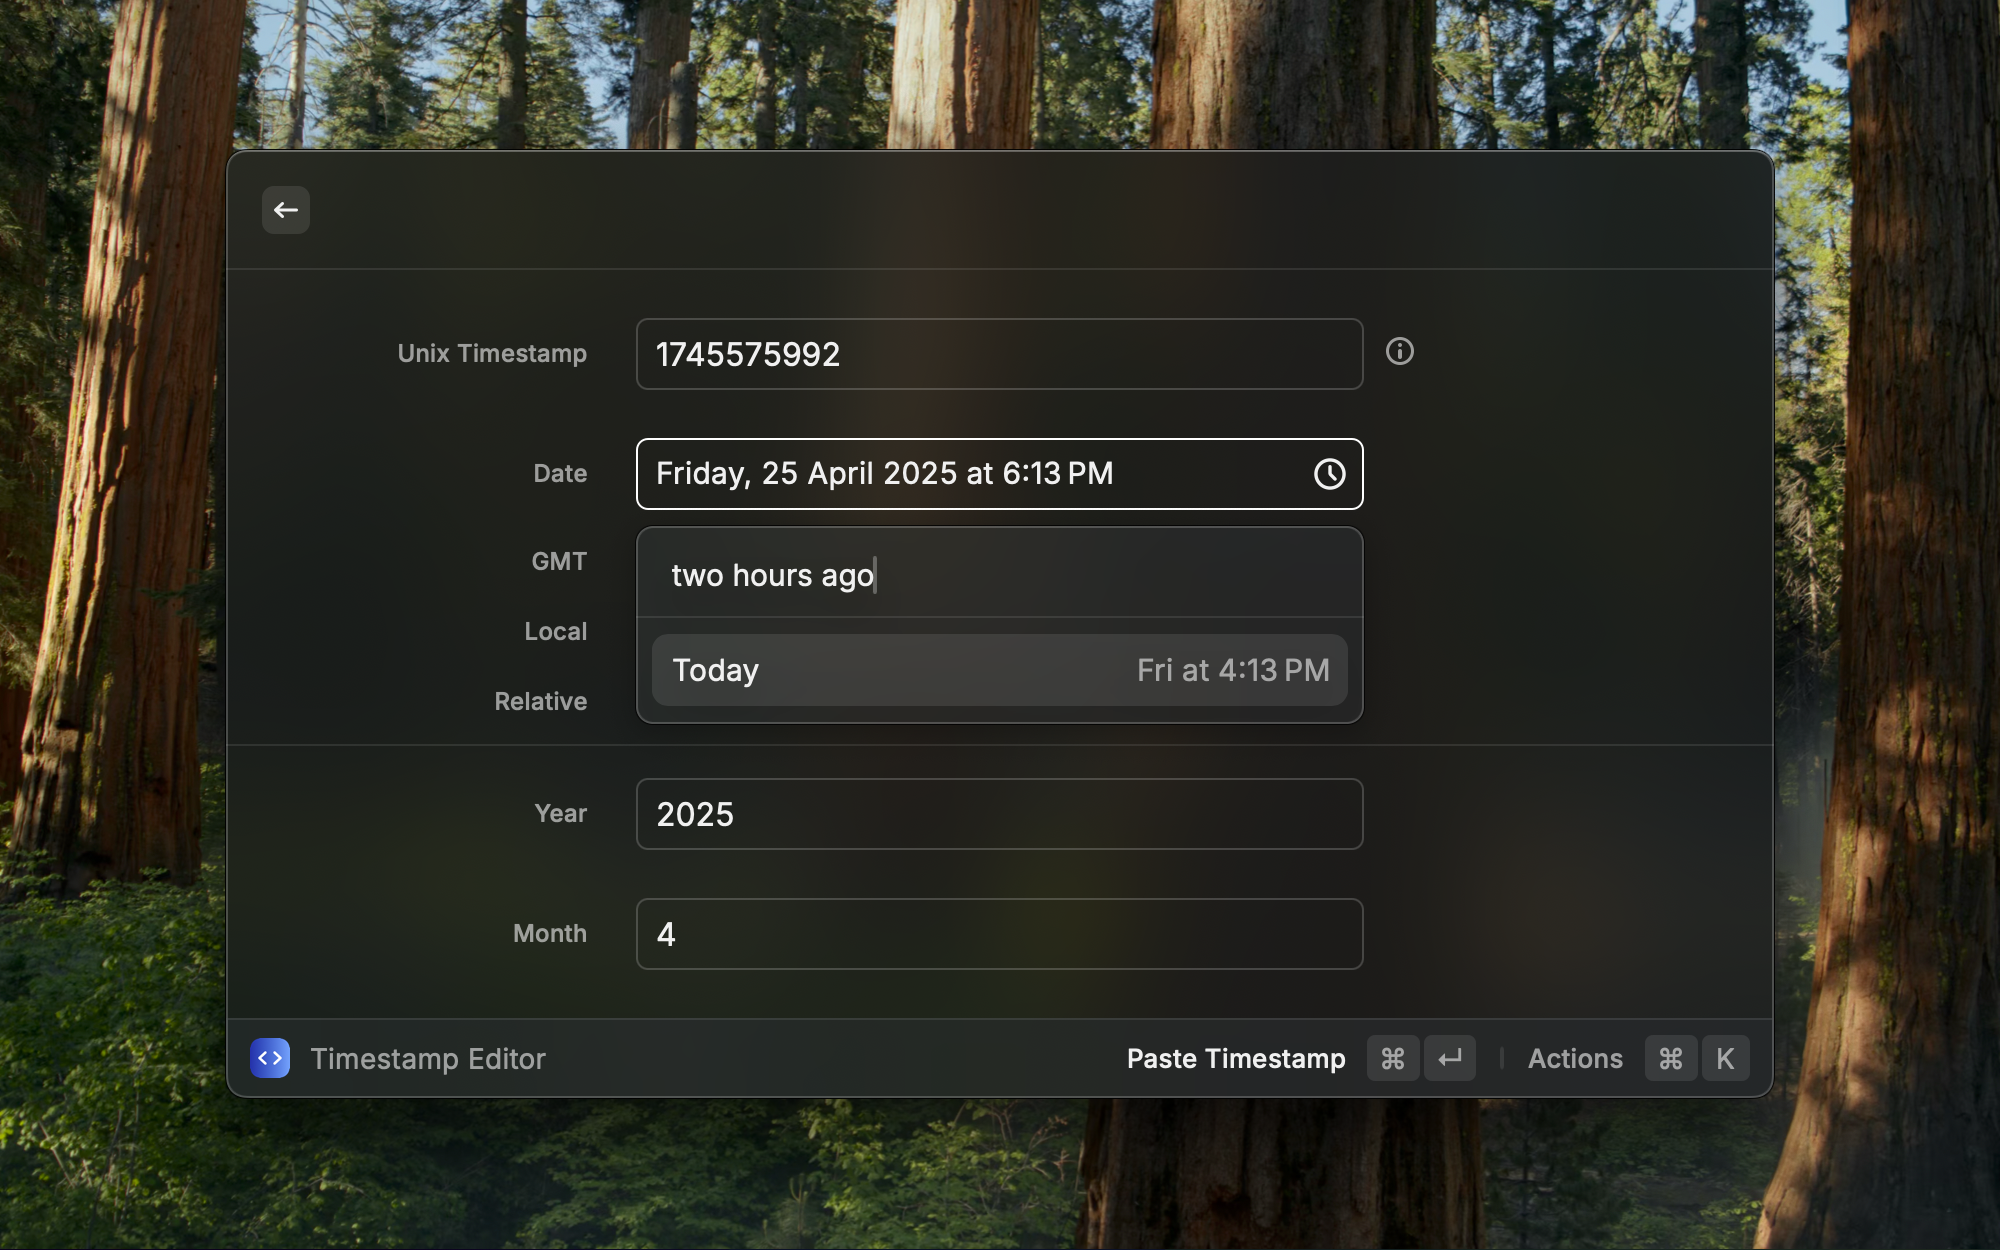 Unix Timestamp
1745575992
Date
Friday, 25 April 2025 at 6:13 PM
GMT
two hours ago
Local
Today
Fri at 4:13 PM
Relative
Year
2025
Month
4
Timestamp Editor
Paste Timestamp
⌘ ↵
Actions
⌘ K